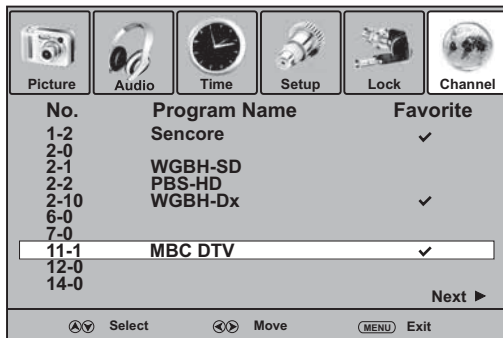 Picture Audio Time Setup Lock Channel
No. Program Name Favorite
1-2 Sencore ✓
2-0
2-1 WGBH-SD
2-2 PBS-HD
2-10 WGBH-Dx ✓
6-0
7-0
11-1 MBC DTV ✓
12-0
14-0
Next ►
Select Move MENU Exit